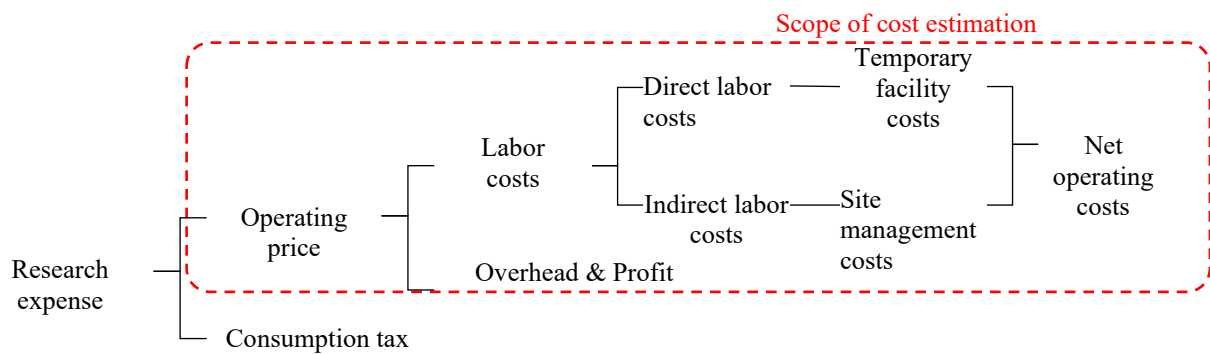 Scope of cost estimation
Temporary
facility
costs
Direct labor
costs
Labor
costs
Net
operating
costs
Indirect labor
costs
Site
management
costs
Operating
price
Overhead & Profit
Research
expense
Consumption tax